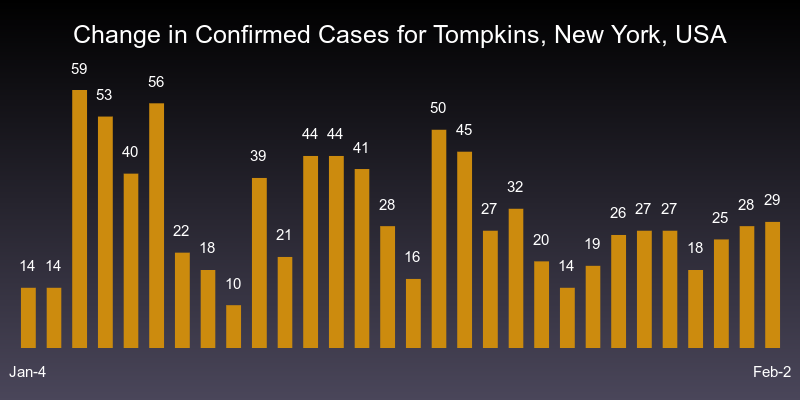 Change in Confirmed Cases for Tompkins, New York, USA
14 14 59 53 40 56 22 18 10 39 21 44 44 41 28 16 50 45 27 32 20 14 19 26 27 27 18 25 28 29
Jan-4 Feb-2